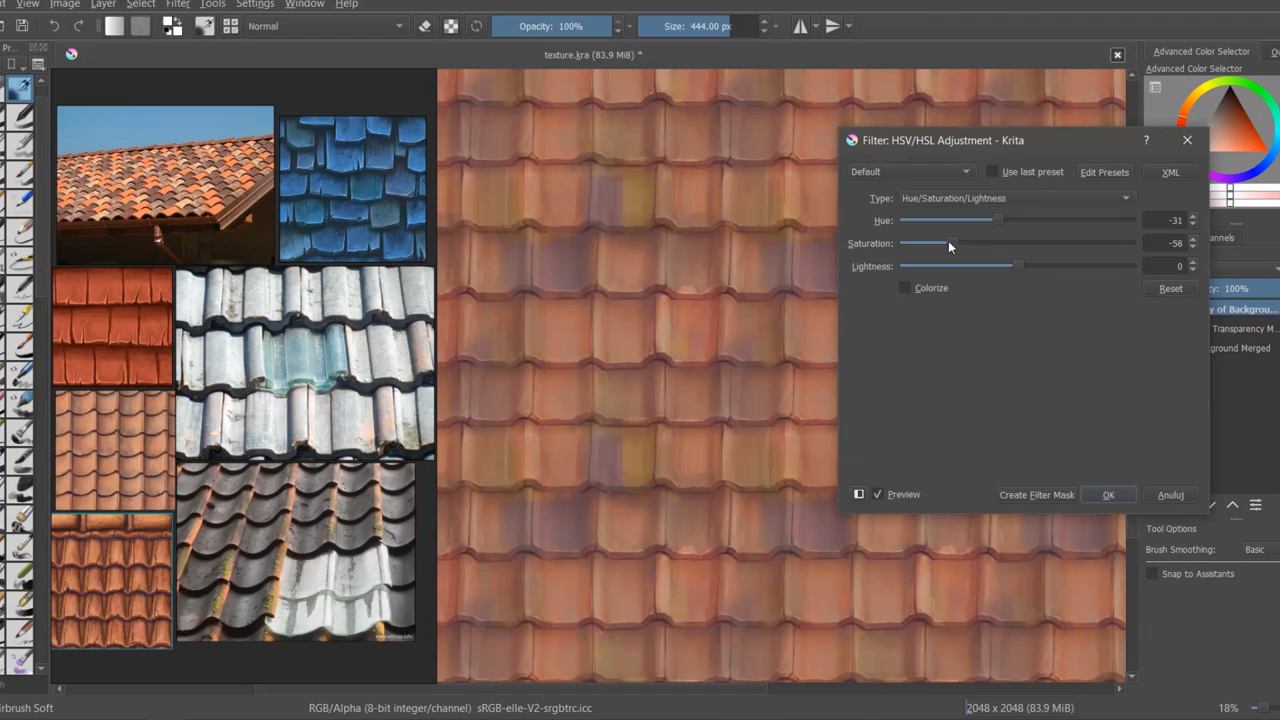 Image Layer Select Filter Tools Settings Window Help
Normal
Opacity: 100%
Size: 444.00 px
texture.kra (83.9 MiB) *
Advanced Color Selector
Advanced Color Selector
Filter: HSV/HSL Adjustment - Krita
?
Default
Use last preset
Edit Presets
XML
Type: Hue/Saturation/Lightness
Hue: -31
Saturation: -56
Lightness: 0
Colorize
Reset
100%
y of Backgrou...
Transparency M...
ground Merged
Preview
Create Filter Mask
OK
Anuluj
Tool Options
Brush Smoothing: Basic
Snap to Assistants
irbrush Soft
RGB/Alpha (8-bit integer/channel) sRGB-elle-V2-srgbtrc.icc
2048 x 2048 (83.9 MiB)
18%